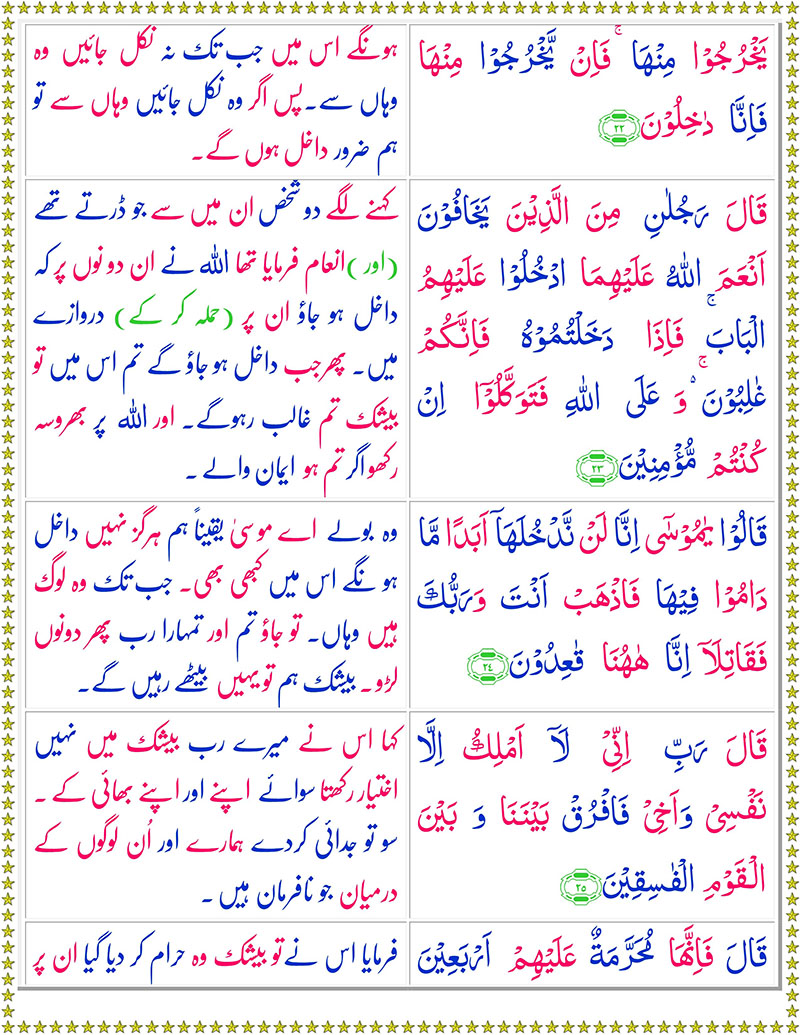 يَّخْرُجُوْا مِنْهَا ۚ فَاِنْ يَّخْرُجُوْا مِنْهَا
فَاِنَّا دٰخِلُوْنَ ﴿۲۲﴾
ہونگے اس میں جب تک نہ نکل جائیں وہ
وہاں سے۔ پس اگر وہ نکل جائیں وہاں سے تو
ہم ضرور داخل ہوں گے۔
قَالَ رَجُلٰنِ مِنَ الَّذِيْنَ يَخَافُوْنَ
اَنْعَمَ اللّٰهُ عَلَيْهِمَا ادْخُلُوْا عَلَيْهِمُ
الْبَابَ ۚ فَاِذَا دَخَلْتُمُوْهُ فَاِنَّكُمْ
غٰلِبُوْنَ ۬ۚ وَ عَلَى اللّٰهِ فَتَوَكَّلُوْٓا اِنْ
كُنْتُمْ مُّؤْمِنِيْنَ ﴿۲۳﴾
کہنے لگے دو شخص ان میں سے جو ڈرتے تھے
(اور) انعام فرمایا تھا اللہ نے ان دونوں پر کہ
داخل ہو جاؤ ان پر (حملہ کر کے) دروازے
میں۔ پھر جب داخل ہو جاؤ گے تم اس میں تو
بیشک تم غالب رہوگے۔ اور اللہ پر بھروسہ
رکھو اگر تم ہو ایمان والے ۔
قَالُوْا يٰمُوْسٰٓى اِنَّا لَنْ نَّدْخُلَهَاۤ اَبَدًا مَّا
دَامُوْا فِيْهَا فَاذْهَبْ اَنْتَ وَرَبُّكَ
فَقَاتِلَاۤ اِنَّا هٰهُنَا قٰعِدُوْنَ ﴿۲۴﴾
وہ بولے اے موسیٰ یقیناً ہم ہرگز نہیں داخل
ہو نگے اس میں کبھی بھی۔ جب تک وہ لوگ
ہیں وہاں۔ تو جاؤ تم اور تمہارا رب پھر دونوں
لڑو۔ بیشک ہم تو یہیں بیٹھے رہیں گے۔
قَالَ رَبِّ اِنِّىْ لَاۤ اَمْلِكُ اِلَّا
نَفْسِىْ وَاَخِىْ فَافْرُقْ بَيْنَنَا وَ بَيْنَ
الْقَوْمِ الْفٰسِقِيْنَ ﴿۲۵﴾
کہا اس نے میرے رب بیشک میں نہیں
اختیار رکھتا سوائے اپنے اور اپنے بھائی کے ۔
سو تو جدائی کردے ہمارے اور اُن لوگوں کے
درمیان جو نافرمان ہیں ۔
قَالَ فَاِنَّهَا مُحَرَّمَةٌ عَلَيْهِمْ اَرْبَعِيْنَ
فرمایا اس نے تو بیشک وہ حرام کر دیا گیا ان پر